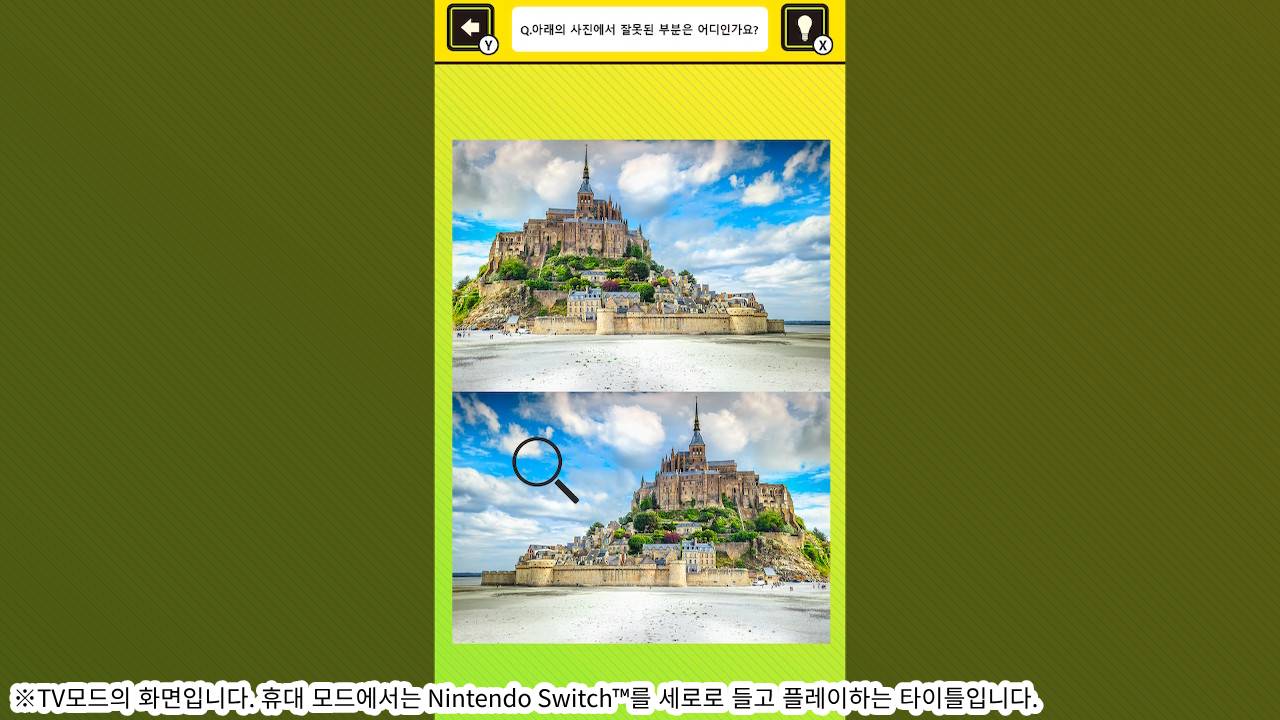 Q.아래의 사진에서 잘못된 부분은 어디인가요?
Y
X
※TV모드의 화면입니다. 휴대 모드에서는 Nintendo Switch™를 세로로 들고 플레이하는 타이틀입니다.